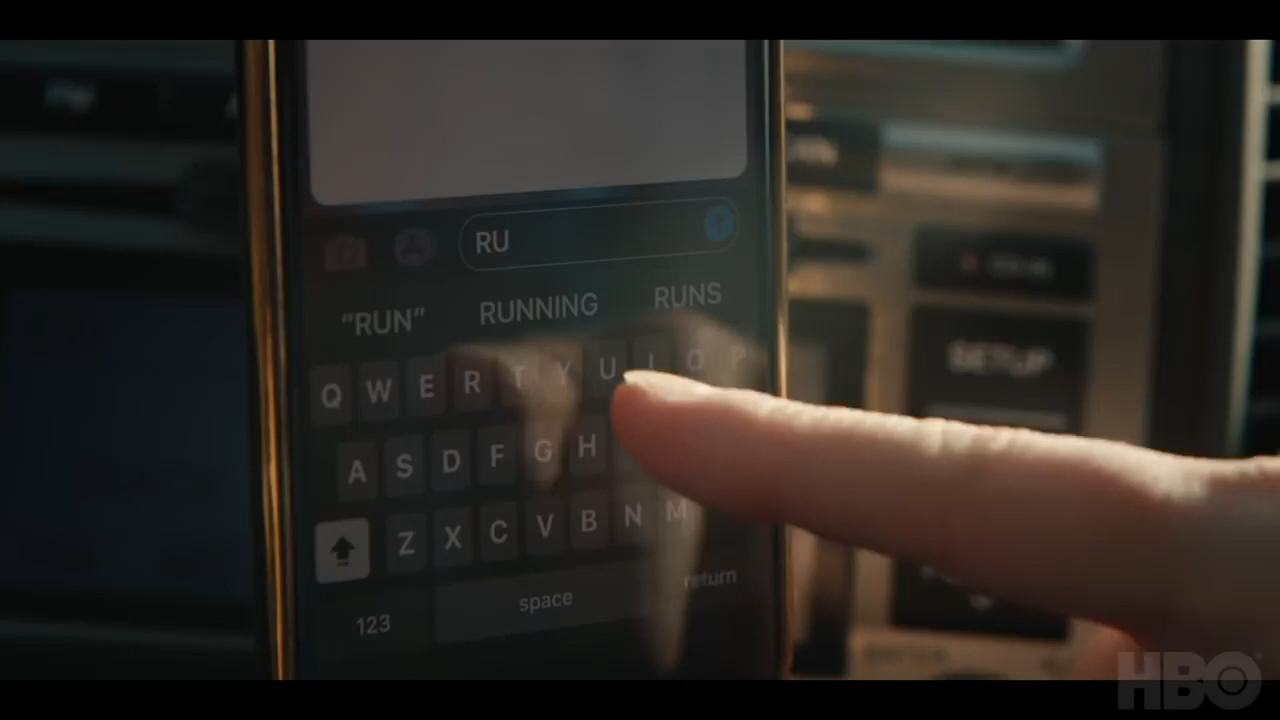 RU
"RUN" RUNNING RUNS
Q W E R T Y U I O P
A S D F G H
Z X C V B N M
123 space return
SETUP
HBO